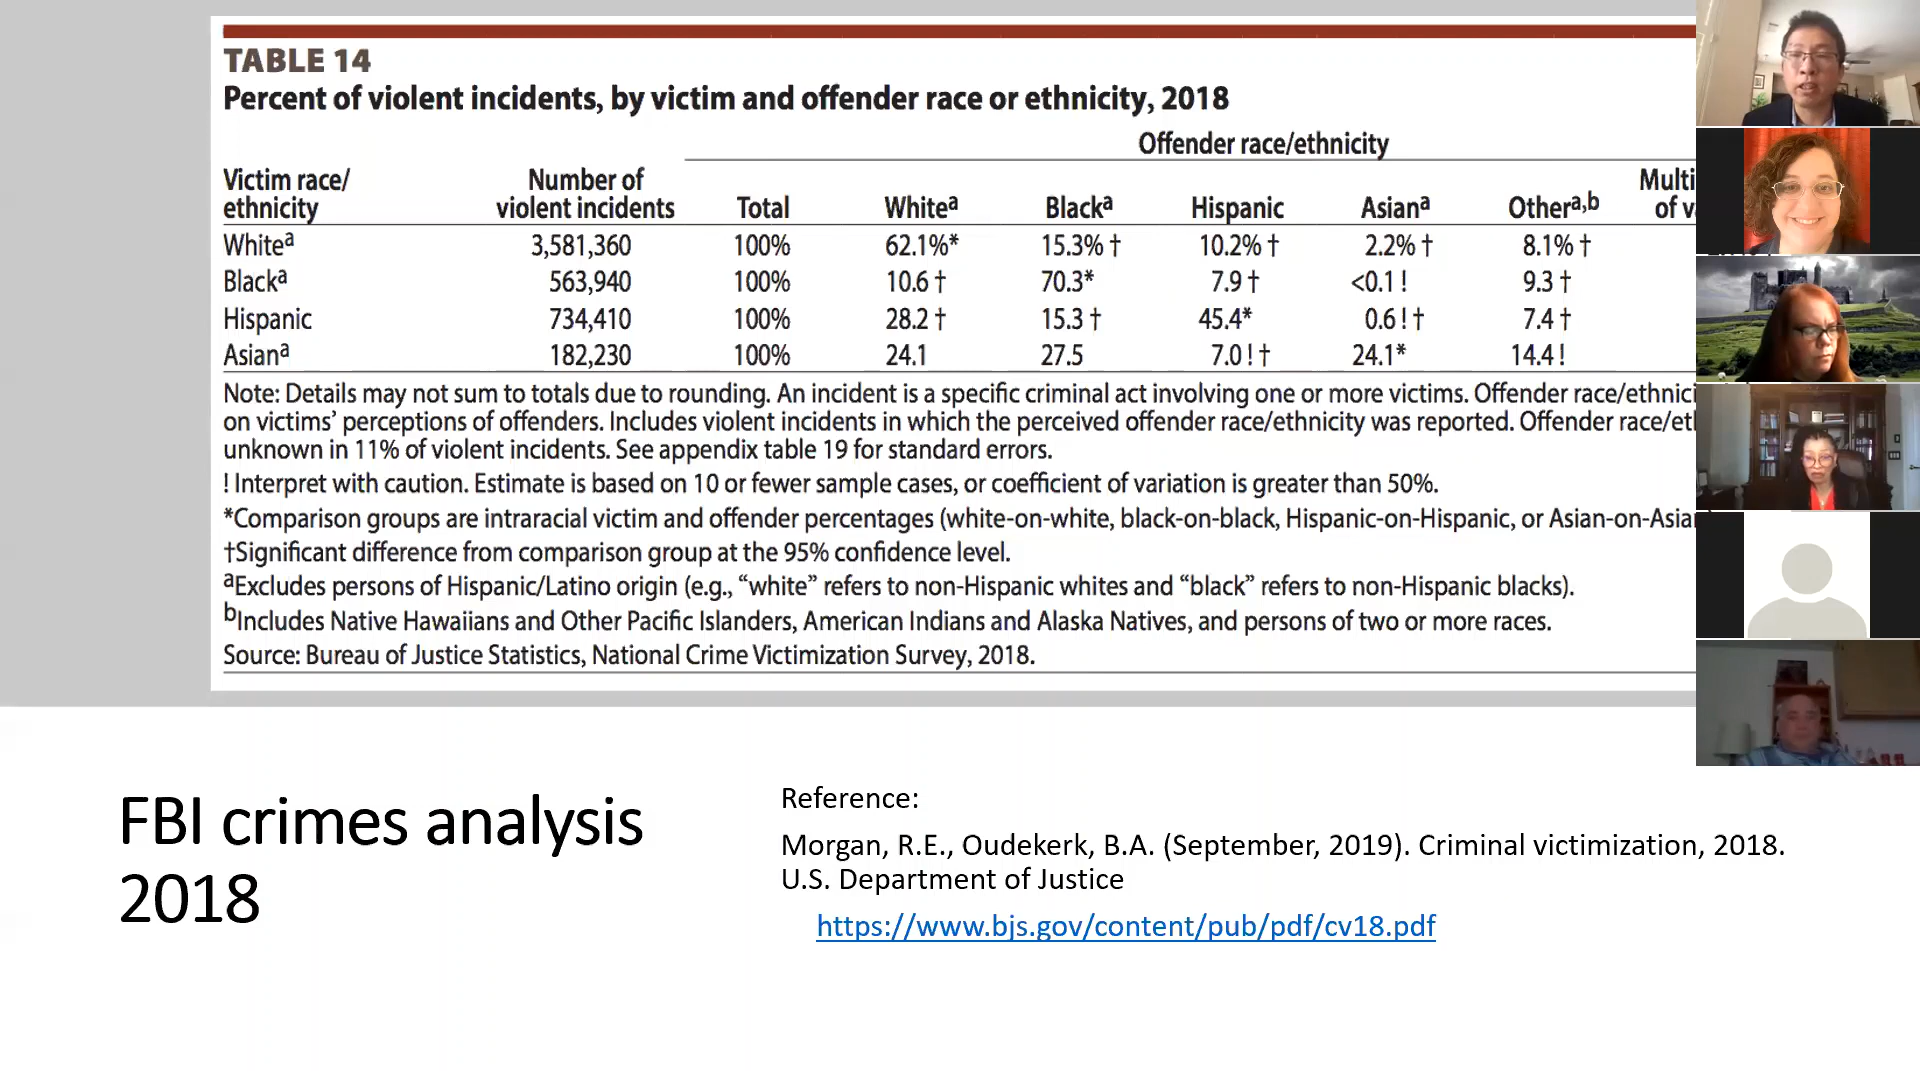 TABLE 14
Percent of violent incidents, by victim and offender race or ethnicity, 2018
Offender race/ethnicity
Victim race/ Number of Multi
ethnicity violent incidents Total Whiteᵃ Blackᵃ Hispanic Asianᵃ Otherᵃ,ᵇ of v
Whiteᵃ 3,581,360 100% 62.1%* 15.3% † 10.2% † 2.2% † 8.1% †
Blackᵃ 563,940 100% 10.6 † 70.3* 7.9 † <0.1 ! 9.3 †
Hispanic 734,410 100% 28.2 † 15.3 † 45.4* 0.6 ! † 7.4 †
Asianᵃ 182,230 100% 24.1 27.5 7.0 ! † 24.1* 14.4 !
Note: Details may not sum to totals due to rounding. An incident is a specific criminal act involving one or more victims. Offender race/ethnici
on victims’ perceptions of offenders. Includes violent incidents in which the perceived offender race/ethnicity was reported. Offender race/et
unknown in 11% of violent incidents. See appendix table 19 for standard errors.
! Interpret with caution. Estimate is based on 10 or fewer sample cases, or coefficient of variation is greater than 50%.
*Comparison groups are intraracial victim and offender percentages (white-on-white, black-on-black, Hispanic-on-Hispanic, or Asian-on-Asian
†Significant difference from comparison group at the 95% confidence level.
ᵃExcludes persons of Hispanic/Latino origin (e.g., “white” refers to non-Hispanic whites and “black” refers to non-Hispanic blacks).
ᵇIncludes Native Hawaiians and Other Pacific Islanders, American Indians and Alaska Natives, and persons of two or more races.
Source: Bureau of Justice Statistics, National Crime Victimization Survey, 2018.
FBI crimes analysis
2018
Reference:
Morgan, R.E., Oudekerk, B.A. (September, 2019). Criminal victimization, 2018.
U.S. Department of Justice
https://www.bjs.gov/content/pub/pdf/cv18.pdf